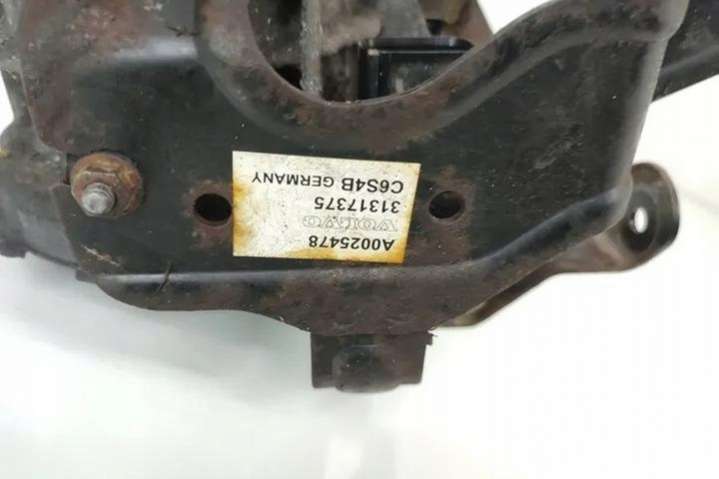 A0025478
VOLVO
31317375
C6S4B GERMANY